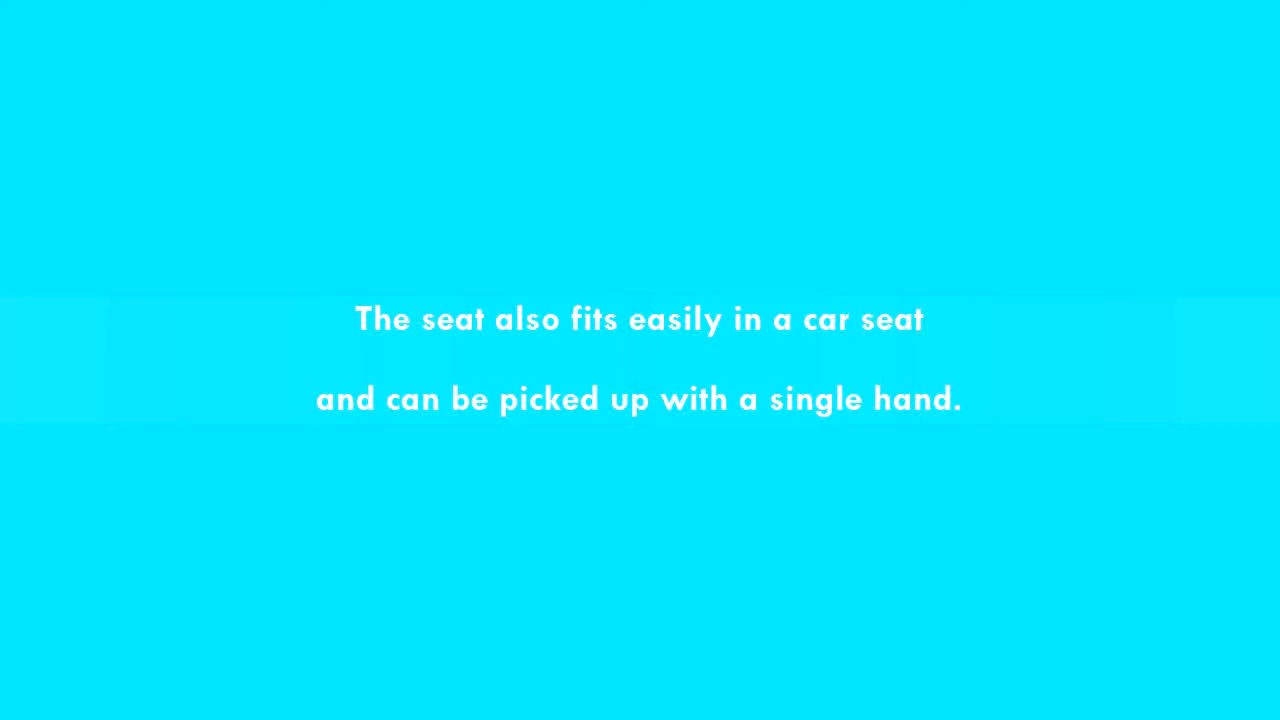 The seat also fits easily in a car seat
and can be picked up with a single hand.